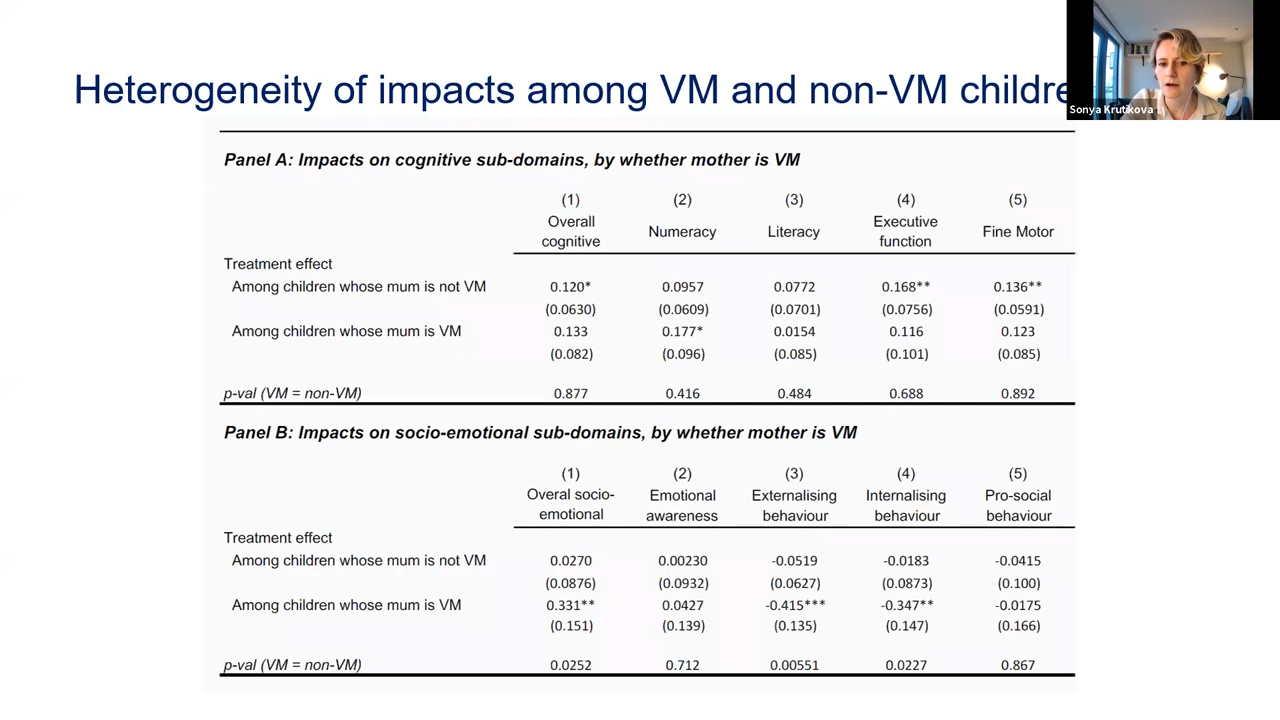 Heterogeneity of impacts among VM and non-VM childre
Sonya Krutikova
Panel A: Impacts on cognitive sub-domains, by whether mother is VM
(1) (2) (3) (4) (5)
Overall cognitive Numeracy Literacy Executive function Fine Motor
Treatment effect
Among children whose mum is not VM 0.120* 0.0957 0.0772 0.168** 0.136**
(0.0630) (0.0609) (0.0701) (0.0756) (0.0591)
Among children whose mum is VM 0.133 0.177* 0.0154 0.116 0.123
(0.082) (0.096) (0.085) (0.101) (0.085)
p-val (VM = non-VM) 0.877 0.416 0.484 0.688 0.892
Panel B: Impacts on socio-emotional sub-domains, by whether mother is VM
(1) (2) (3) (4) (5)
Overal socio-emotional Emotional awareness Externalising behaviour Internalising behaviour Pro-social behaviour
Treatment effect
Among children whose mum is not VM 0.0270 0.00230 -0.0519 -0.0183 -0.0415
(0.0876) (0.0932) (0.0627) (0.0873) (0.100)
Among children whose mum is VM 0.331** 0.0427 -0.415*** -0.347** -0.0175
(0.151) (0.139) (0.135) (0.147) (0.166)
p-val (VM = non-VM) 0.0252 0.712 0.00551 0.0227 0.867